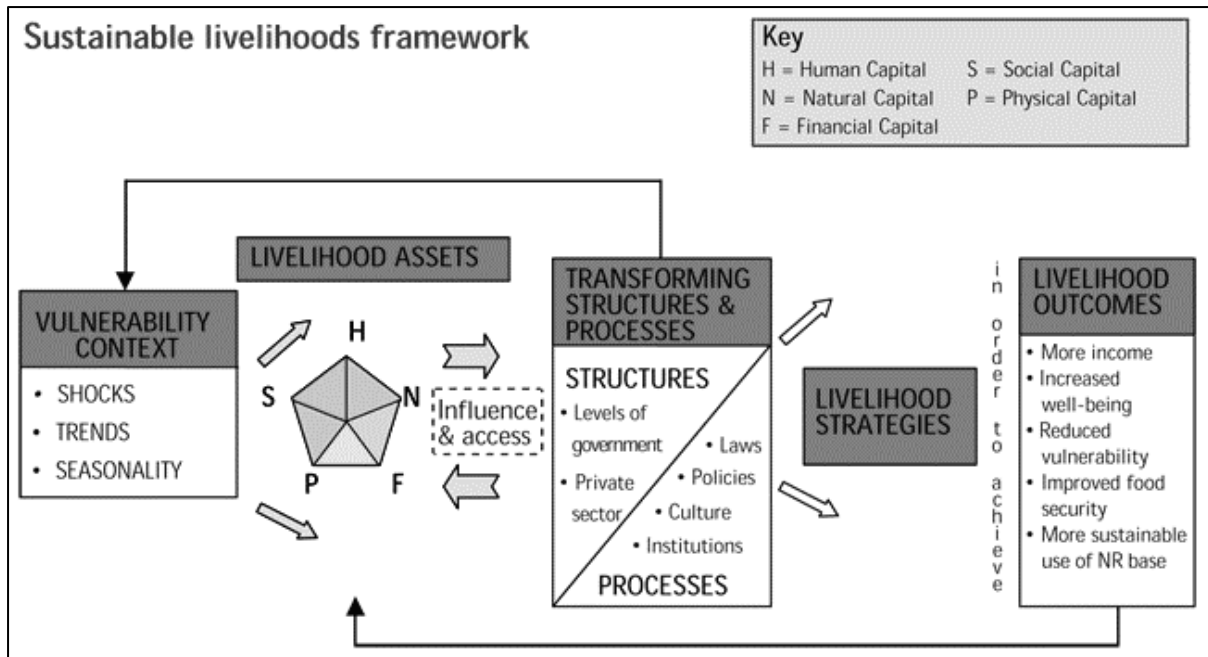 Sustainable livelihoods framework
Key
H = Human Capital
S = Social Capital
N = Natural Capital
P = Physical Capital
F = Financial Capital
LIVELIHOOD ASSETS
VULNERABILITY
CONTEXT
• SHOCKS
• TRENDS
• SEASONALITY
H
S
N
P
F
Influence
& access
TRANSFORMING
STRUCTURES &
PROCESSES
STRUCTURES
• Levels of
government
• Private
sector
• Laws
• Policies
• Culture
• Institutions
PROCESSES
LIVELIHOOD
STRATEGIES
in order to achieve
LIVELIHOOD
OUTCOMES
• More income
• Increased
well-being
• Reduced
vulnerability
• Improved food
security
• More sustainable
use of NR base